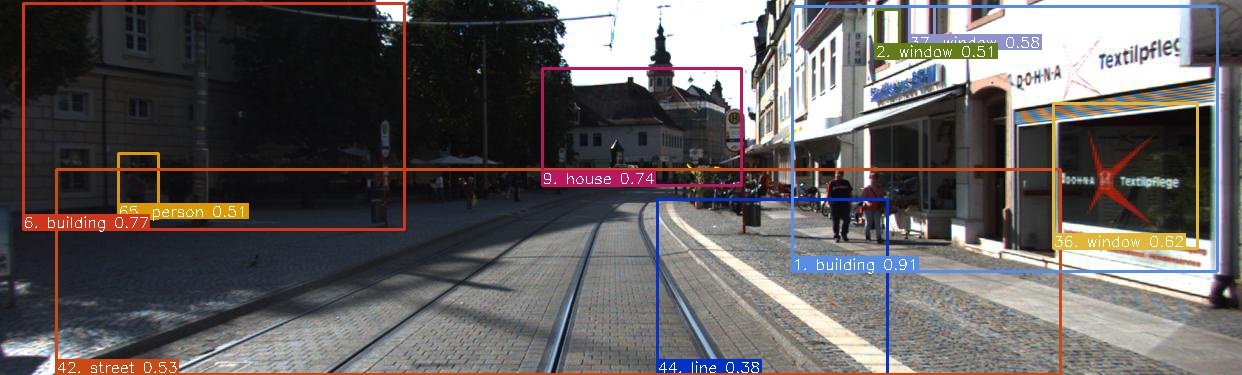 37. window 0.58
2. window 0.51
DOHNA
Textilpfleg
H
DOHNA
Textilpflege
9. house 0.74
65. person 0.51
6. building 0.77
36. window 0.62
1. building 0.91
42. street 0.53
44. line 0.38